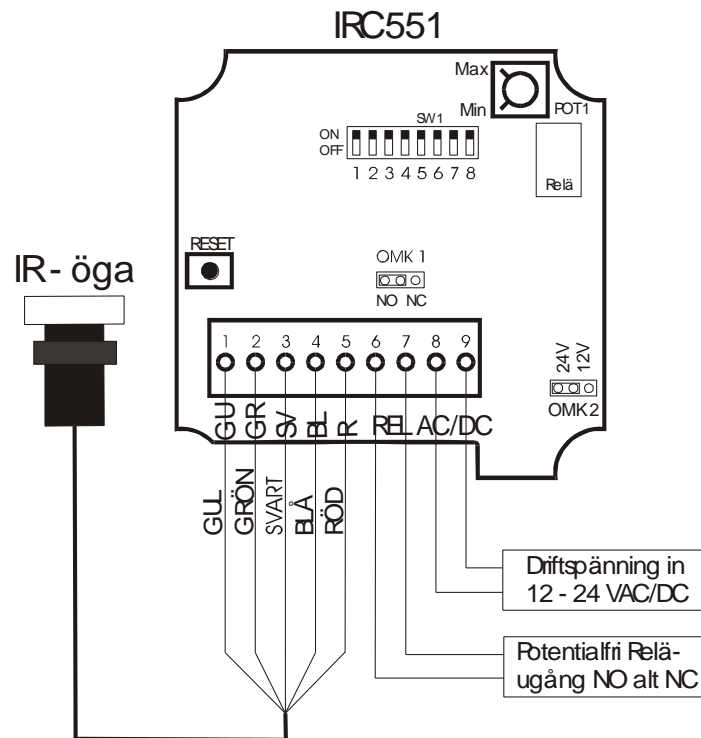 IRC551
Max
Min
POT1
SW1
ON
OFF
1 2 3 4 5 6 7 8
Relä
RESET
OMK 1
NO NC
IR - öga
1 2 3 4 5 6 7 8 9
24V
12V
OMK2
GU GR SV BL R REL AC/DC
GUL
GRÖN
SVART
BLÅ
RÖD
Driftspänning in
12 - 24 VAC/DC
Potentialfri Relä-
ugång NO alt NC